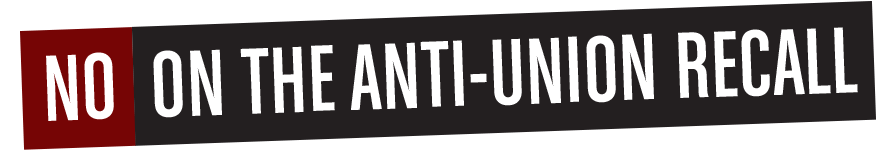 NO ON THE ANTI-UNION RECALL